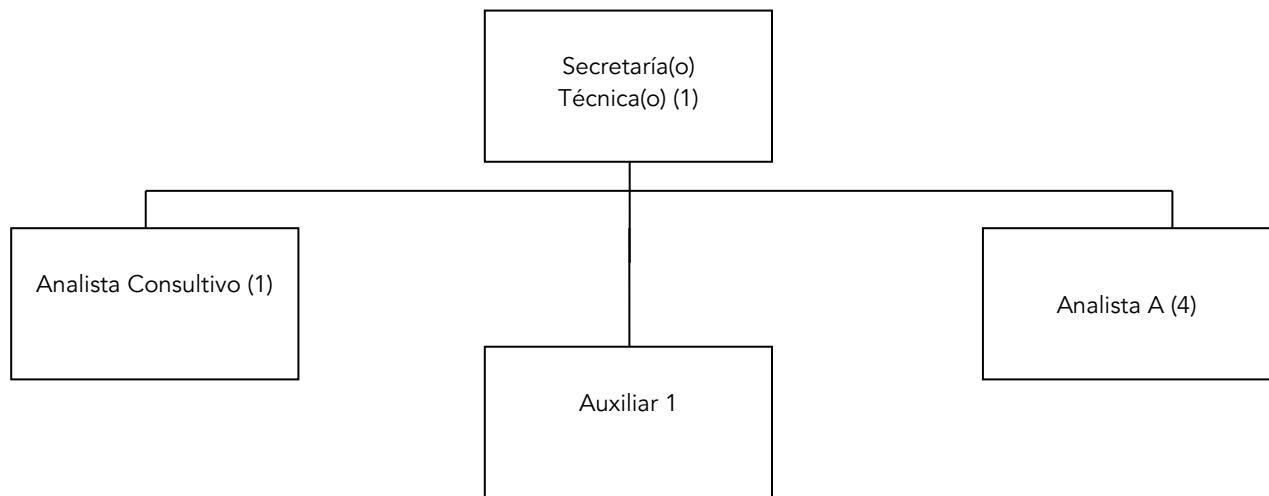 Secretaría(o)
Técnica(o) (1)
Analista Consultivo (1)
Analista A (4)
Auxiliar 1